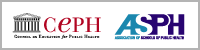 CEPH
COUNCIL ON EDUCATION FOR PUBLIC HEALTH
ASPH
ASSOCIATION OF SCHOOLS OF PUBLIC HEALTH